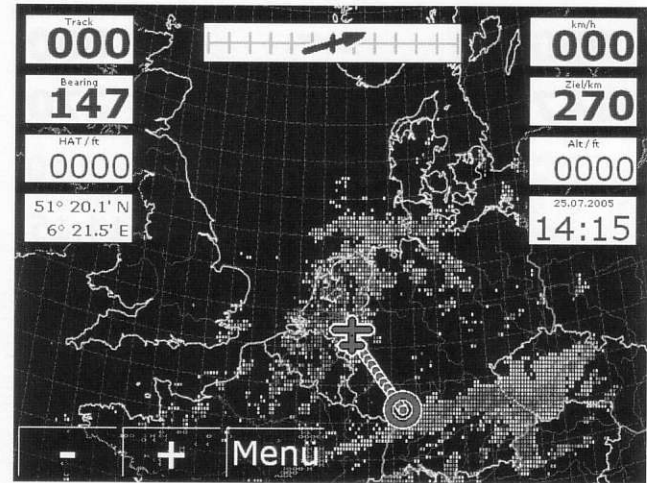 Track
000
Bearing
147
HAT / ft
0000
51° 20.1' N
6° 21.5' E
km/h
000
Ziel/km
270
Alt / ft
0000
25.07.2005
14:15
-
+
Menü